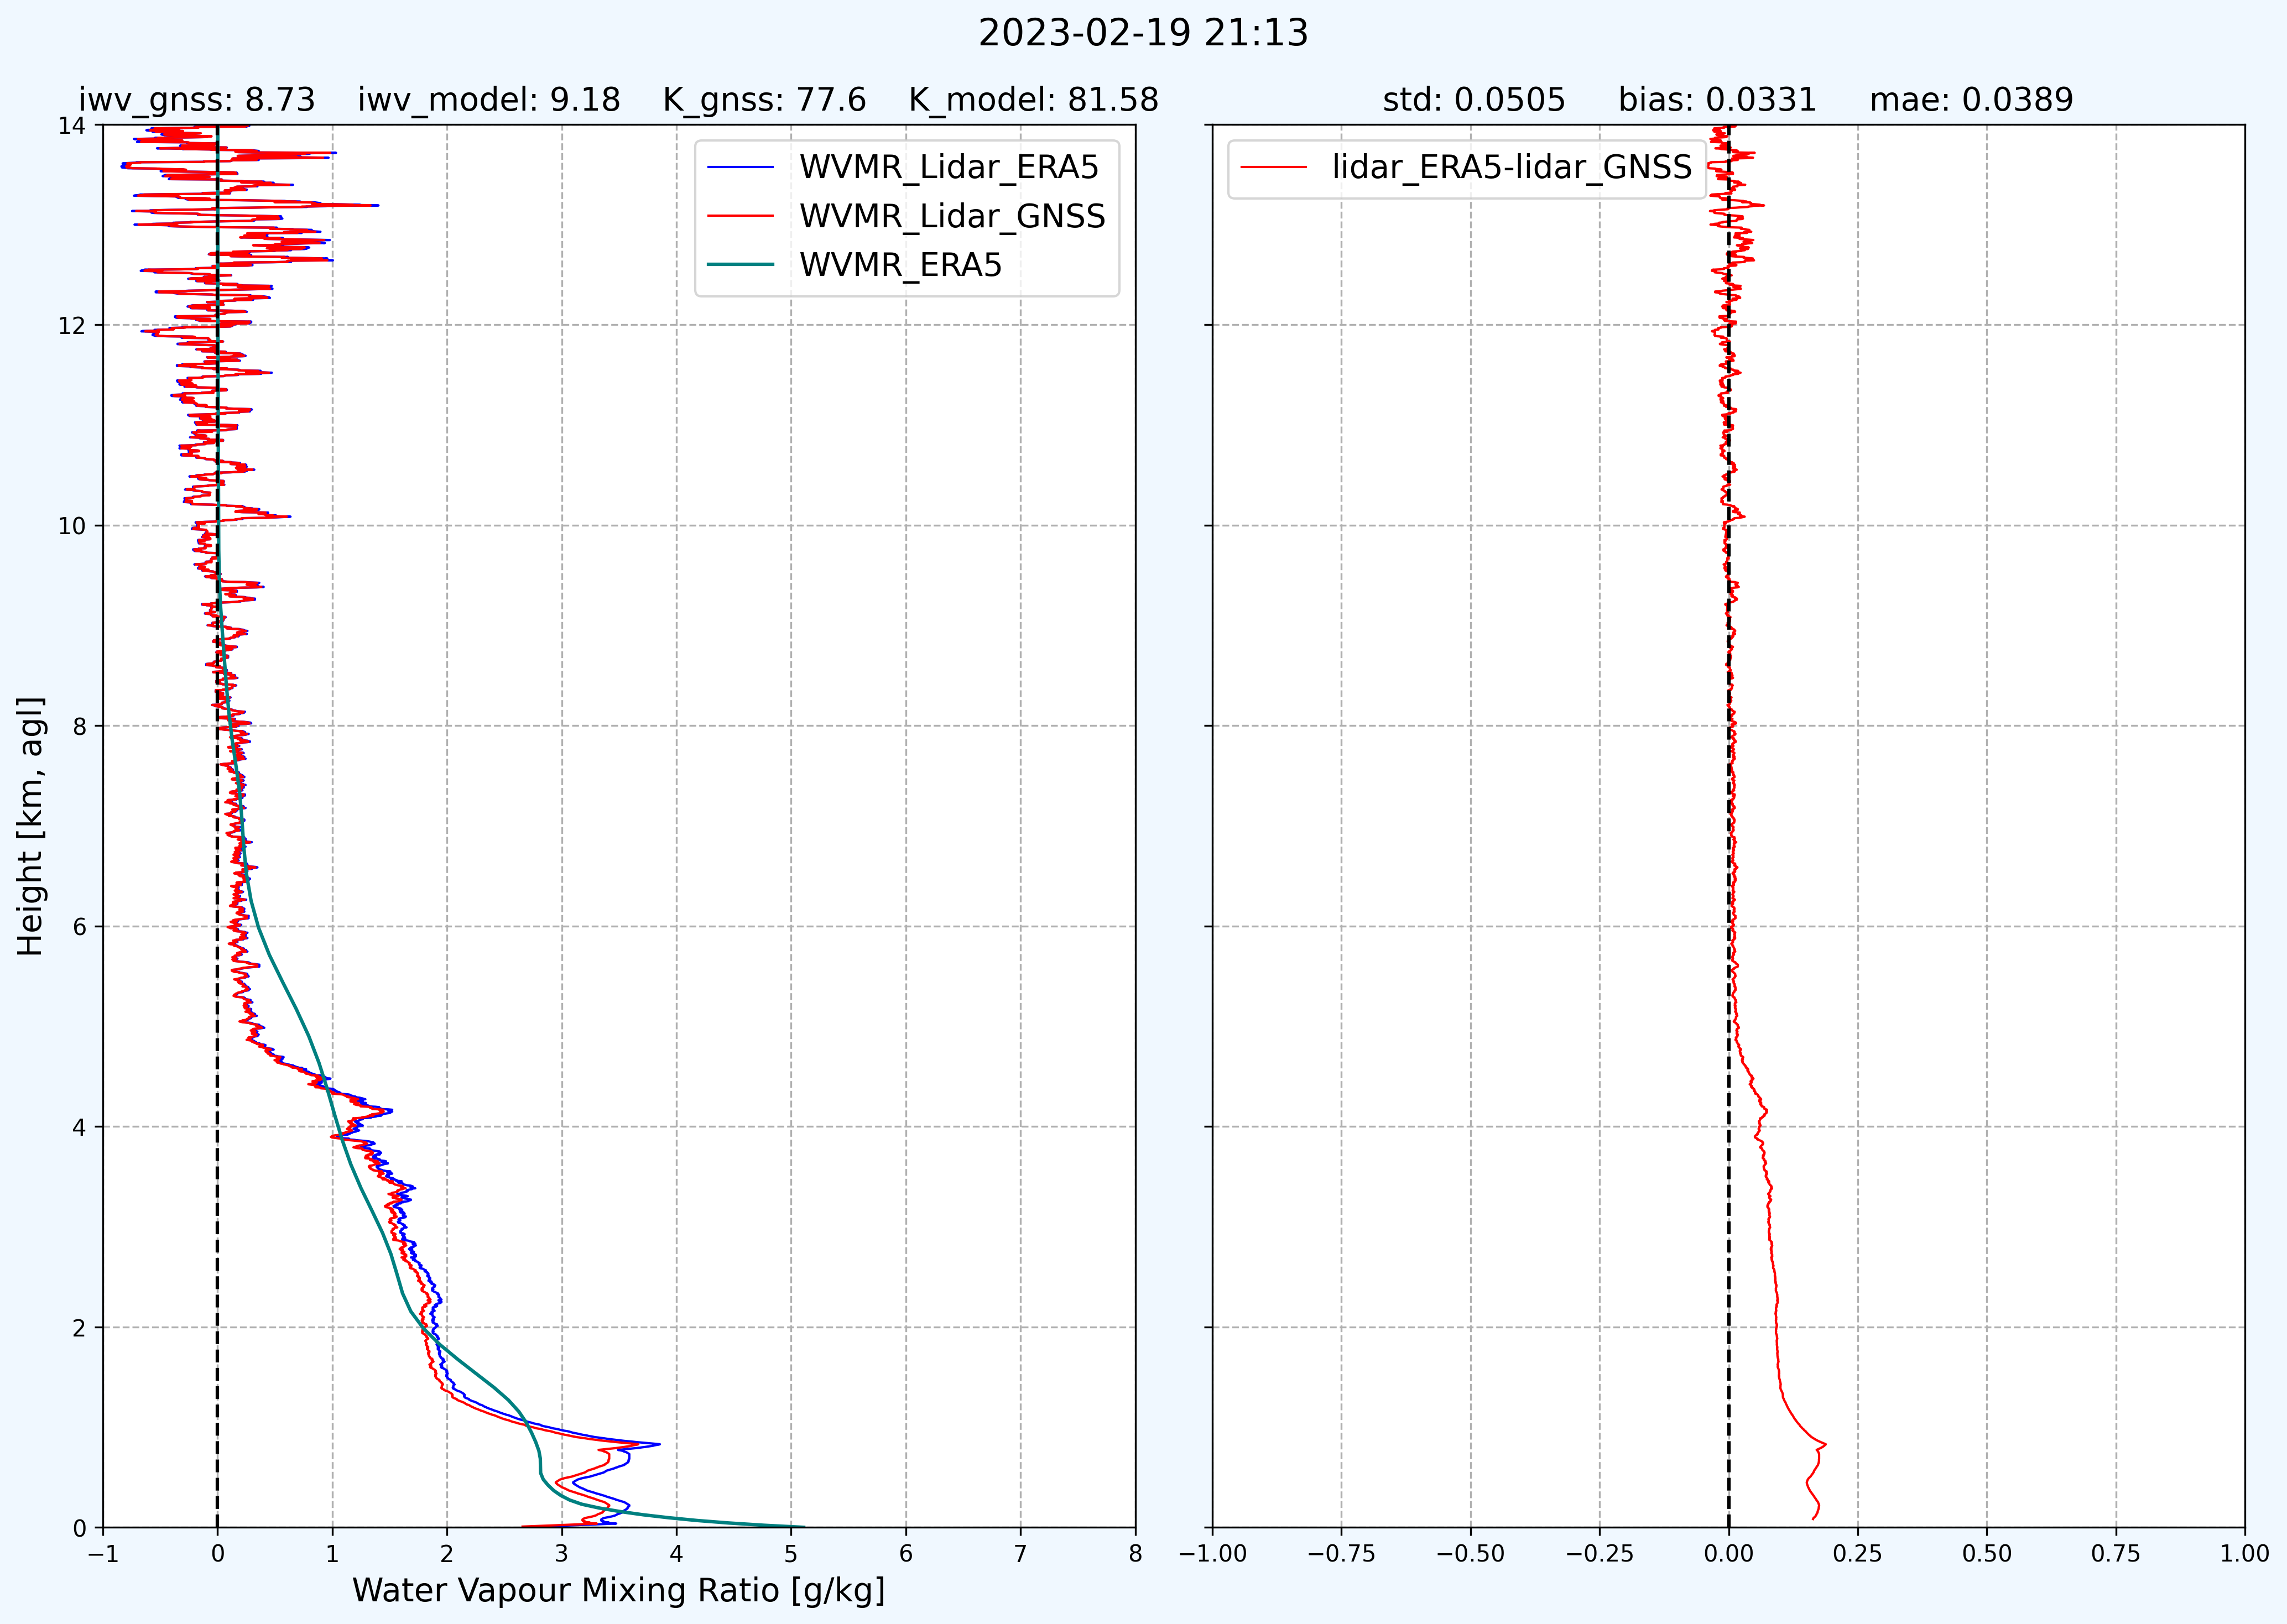 2023-02-19 21:13
iwv_gnss: 8.73 iwv_model: 9.18 K_gnss: 77.6 K_model: 81.58
std: 0.0505 bias: 0.0331 mae: 0.0389
WVMR_Lidar_ERA5
WVMR_Lidar_GNSS
WVMR_ERA5
lidar_ERA5-lidar_GNSS
14
12
10
8
6
4
2
0
Height [km, agl]
−1 0 1 2 3 4 5 6 7 8
Water Vapour Mixing Ratio [g/kg]
−1.00 −0.75 −0.50 −0.25 0.00 0.25 0.50 0.75 1.00